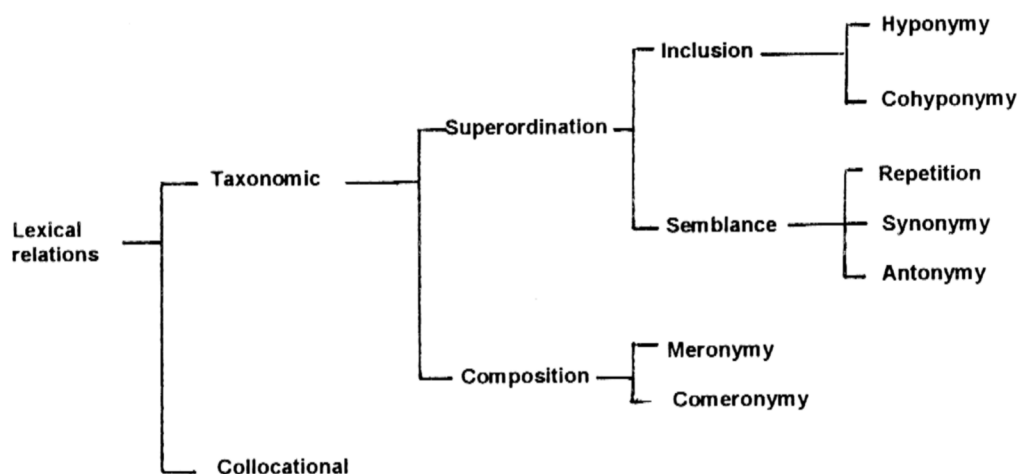 Hyponymy
Inclusion
Cohyponymy
Superordination
Taxonomic
Repetition
Lexical
relations
Semblance
Synonymy
Antonymy
Meronymy
Composition
Comeronymy
Collocational